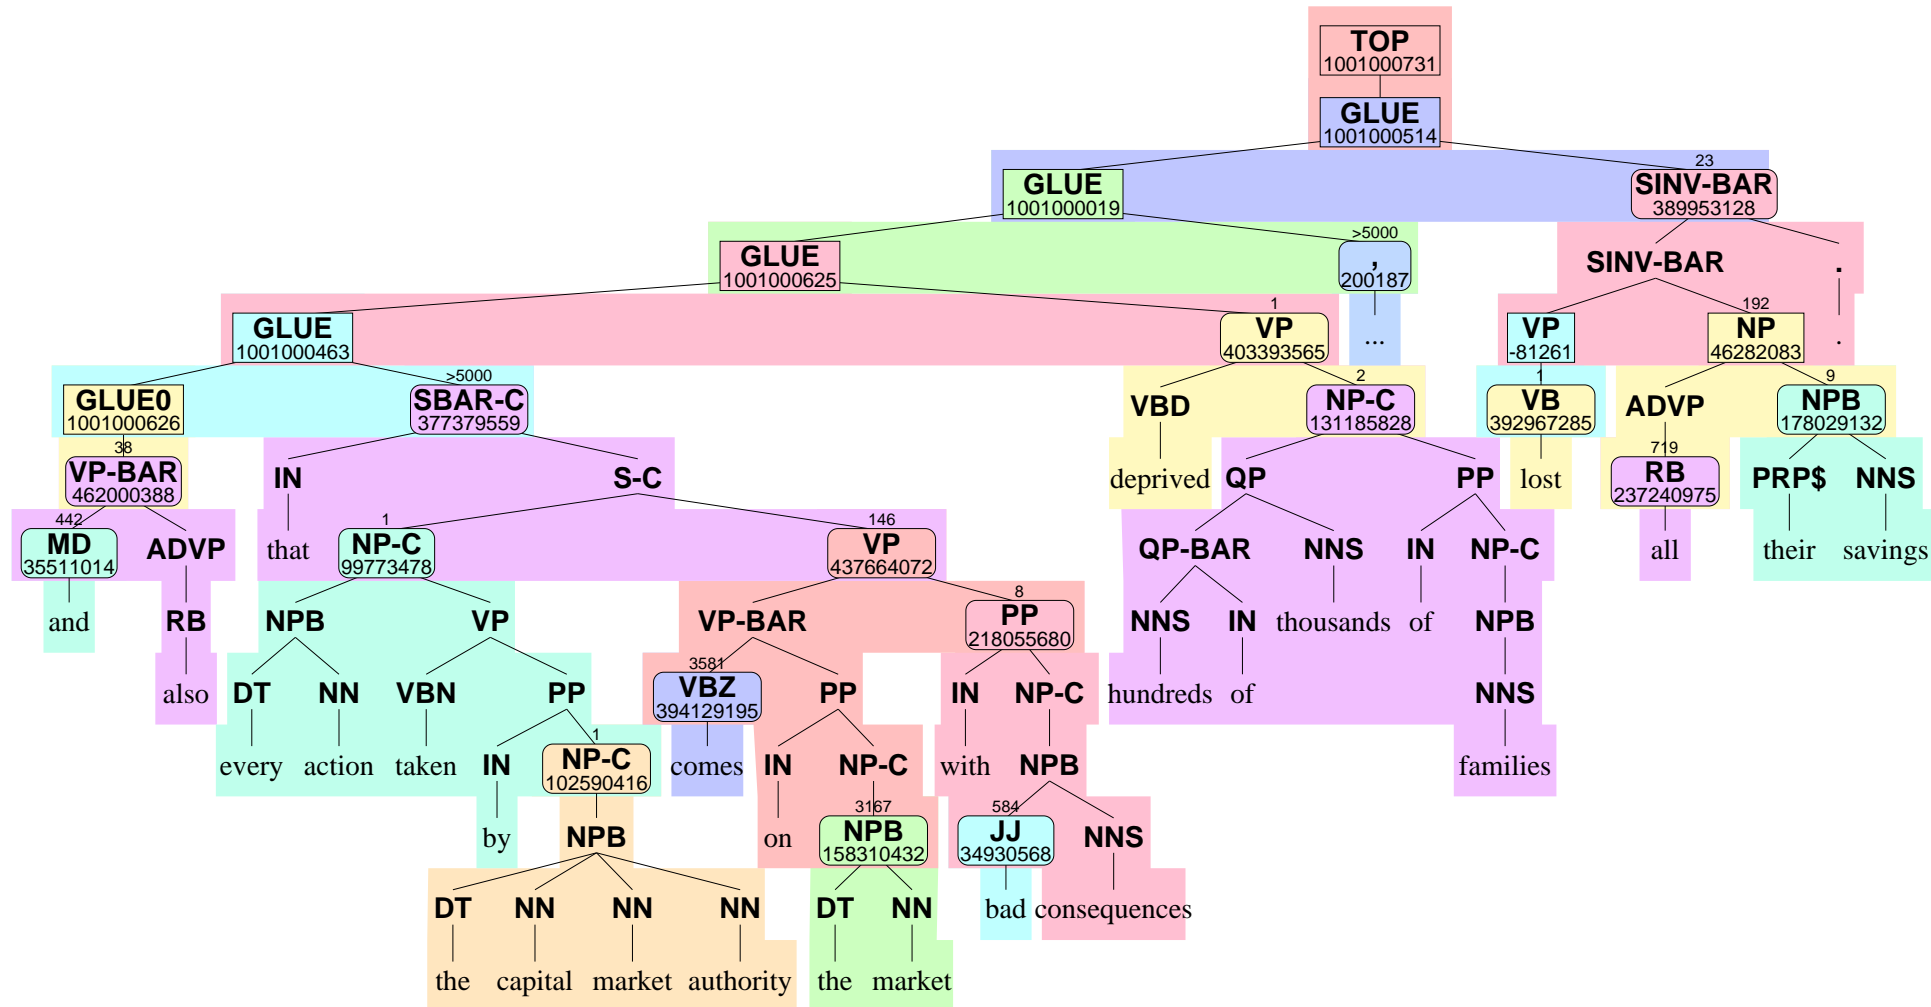 TOP
1001000731
GLUE
1001000514
23
GLUE
1001000019
SINV-BAR
389953128
>5000
GLUE
1001000625
,
200187
SINV-BAR
.
1
192
GLUE
1001000463
VP
403393565
...
VP
-81261
NP
46282083
.
>5000
2
1
9
GLUE0
1001000626
SBAR-C
377379559
VBD
NP-C
131185828
VB
392967285
ADVP
NPB
178029132
38
719
VP-BAR
462000388
IN
S-C
deprived
QP
PP
lost
RB
237240975
PRP$
NNS
442
1
146
MD
35511014
ADVP
that
NP-C
99773478
VP
437664072
QP-BAR
NNS
IN
NP-C
all
their
savings
8
and
RB
NPB
VP
VP-BAR
PP
218055680
NNS
IN
thousands
of
NPB
3581
also
DT
NN
VBN
PP
VBZ
394129195
PP
IN
NP-C
hundreds
of
NNS
1
every
action
taken
IN
NP-C
102590416
comes
IN
NP-C
with
NPB
families
3167
584
by
NPB
on
NPB
158310432
JJ
34930568
NNS
DT
NN
NN
NN
DT
NN
bad
consequences
the
capital
market
authority
the
market